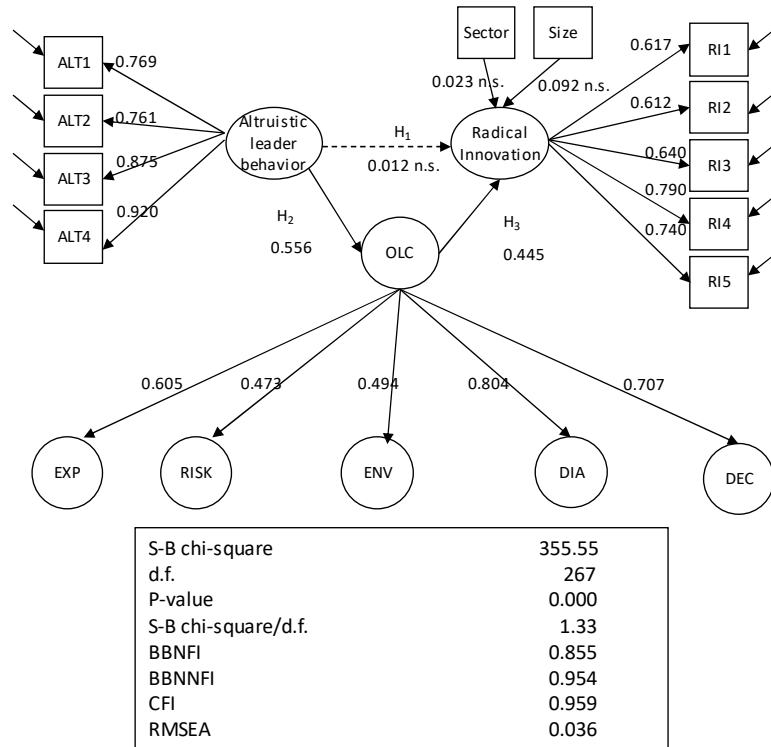 Sector Size
ALT1 0.769 0.617 RI1
0.023 n.s. 0.092 n.s.
ALT2 0.761 Altruistic leader behavior H1 Radical Innovation 0.612 RI2
0.012 n.s.
ALT3 0.875 0.640 RI3
ALT4 0.920 0.790 RI4
H2 H3
0.556 OLC 0.445 0.740
RI5
0.605 0.473 0.494 0.804 0.707
EXP RISK ENV DIA DEC
S-B chi-square 355.55
d.f. 267
P-value 0.000
S-B chi-square/d.f. 1.33
BBNFI 0.855
BBNNFI 0.954
CFI 0.959
RMSEA 0.036